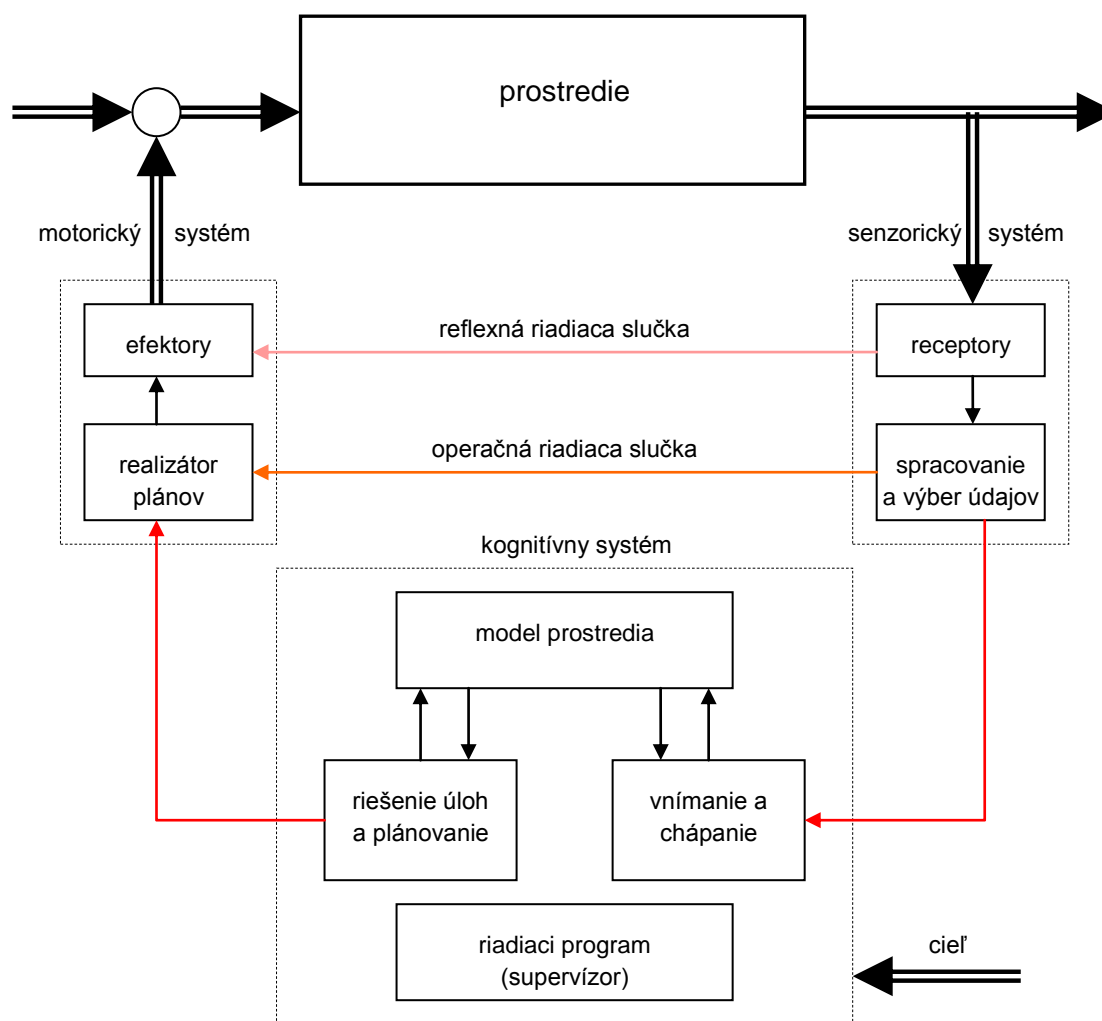 prostredie
motorický systém
senzorický systém
efektory
reflexná riadiaca slučka
receptory
realizátor
plánov
operačná riadiaca slučka
spracovanie
a výber údajov
kognitívny systém
model prostredia
riešenie úloh
a plánovanie
vnímanie a
chápanie
riadiaci program
(supervízor)
cieľ